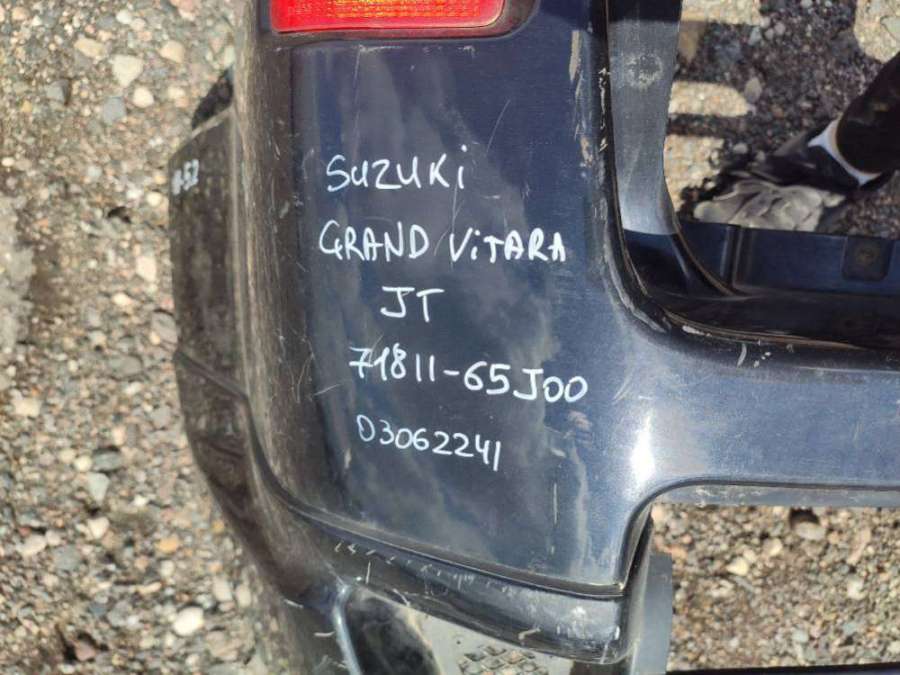 SUZUKi
GRAND ViTARA
JT
71811-65J00
03062241